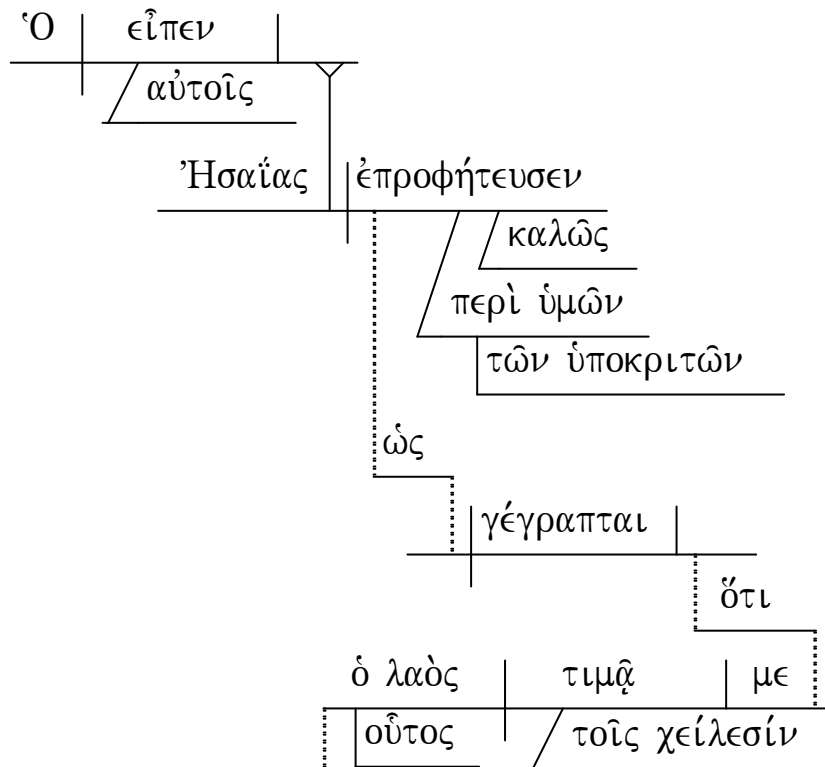 Ὁ εἶπεν
αὐτοῖς
Ἠσαΐας ἐπροφήτευσεν
καλῶς
περὶ ὑμῶν
τῶν ὑποκριτῶν
ὡς
γέγραπται
ὅτι
ὁ λαὸς τιμᾷ με
οὗτος τοῖς χείλεσίν